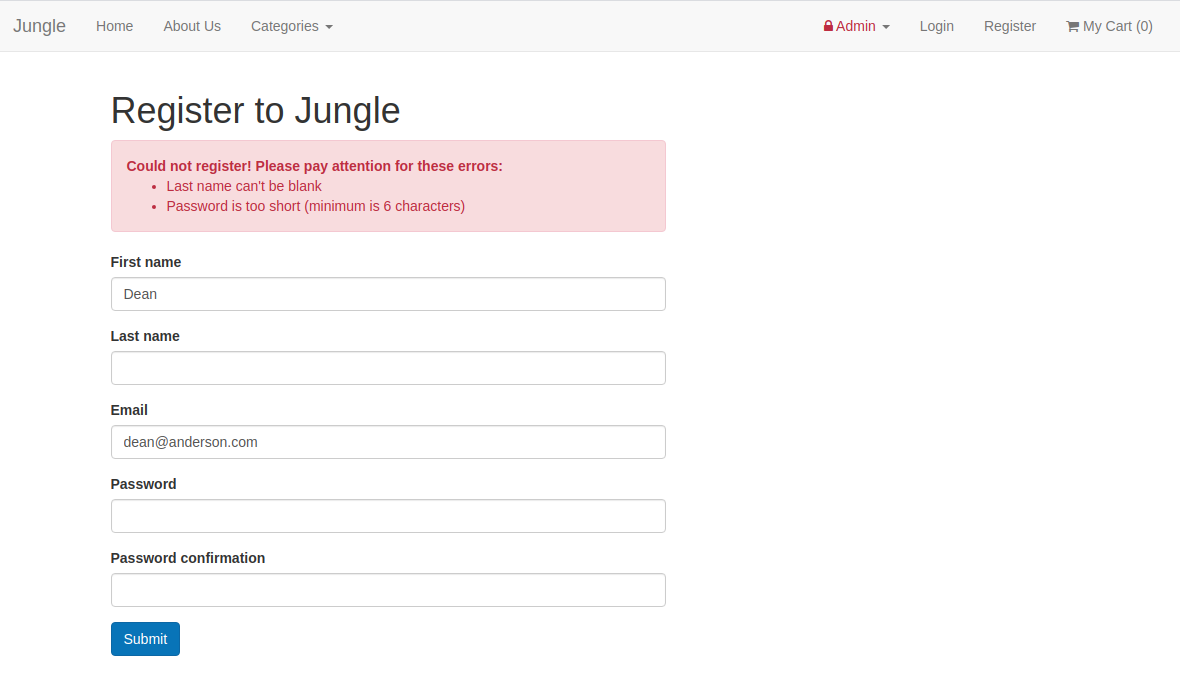 Jungle Home About Us Categories Admin Login Register My Cart (0)
Register to Jungle
Could not register! Please pay attention for these errors:
• Last name can't be blank
• Password is too short (minimum is 6 characters)
First name
Dean
Last name
Email
dean@anderson.com
Password
Password confirmation
Submit